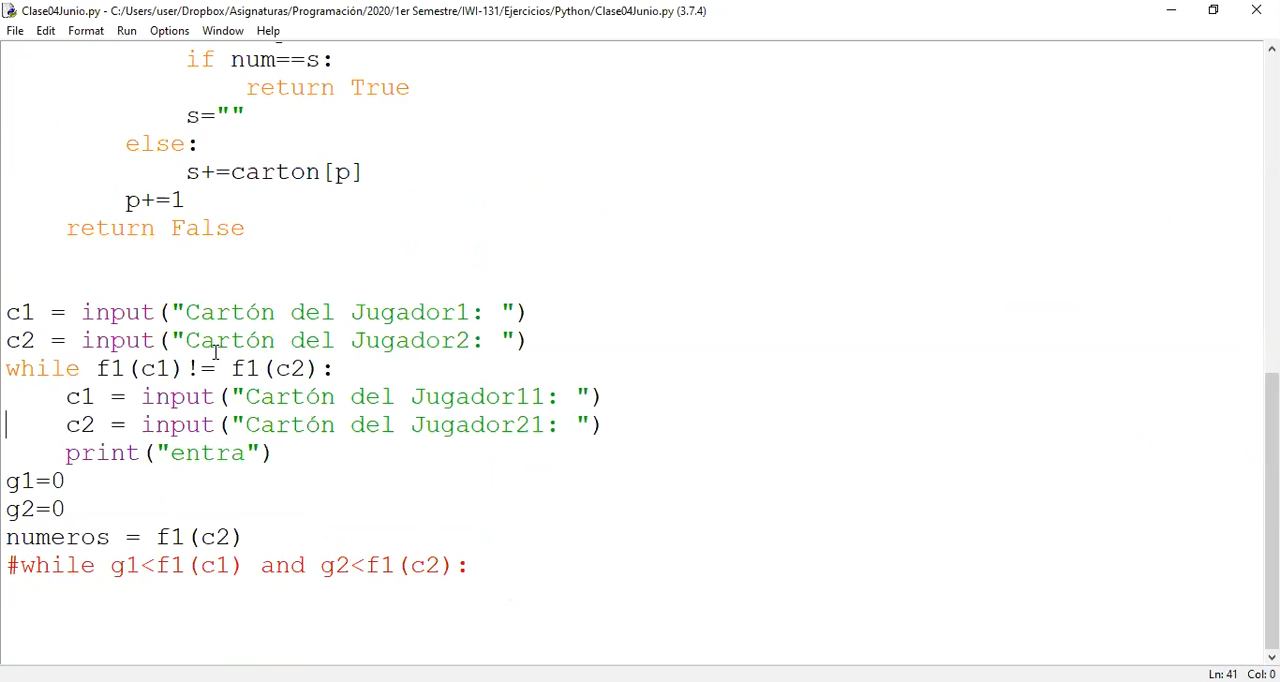 Clase04Junio.py - C:/Users/user/Dropbox/Asignaturas/Programación/2020/1er Semestre/IWI-131/Ejercicios/Python/Clase04Junio.py (3.7.4)
File Edit Format Run Options Window Help
if num==s:
return True
s=""
else:
s+=carton[p]
p+=1
return False
c1 = input("Cartón del Jugador1: ")
c2 = input("Cartón del Jugador2: ")
while f1(c1)!= f1(c2):
c1 = input("Cartón del Jugador11: ")
c2 = input("Cartón del Jugador21: ")
print("entra")
g1=0
g2=0
numeros = f1(c2)
#while g1<f1(c1) and g2<f1(c2):
Ln: 41 Col: 0